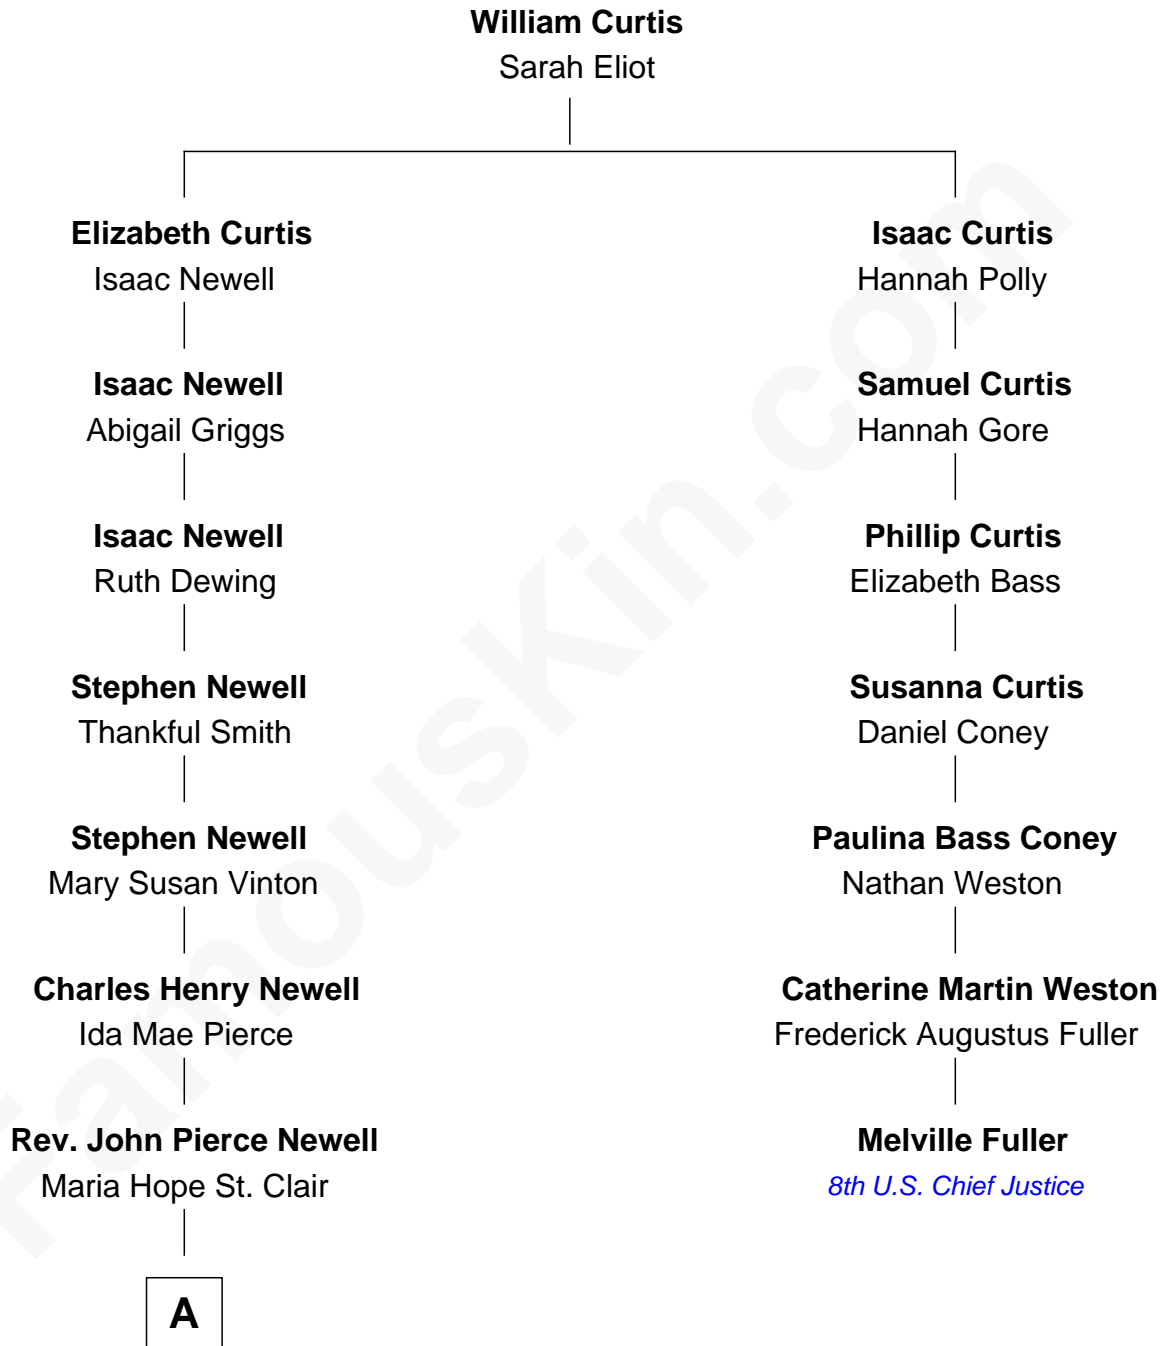 William Curtis
Sarah Eliot
Elizabeth Curtis
Isaac Newell
Isaac Curtis
Hannah Polly
Isaac Newell
Abigail Griggs
Samuel Curtis
Hannah Gore
Isaac Newell
Ruth Dewing
Phillip Curtis
Elizabeth Bass
Stephen Newell
Thankful Smith
Susanna Curtis
Daniel Coney
Stephen Newell
Mary Susan Vinton
Paulina Bass Coney
Nathan Weston
Charles Henry Newell
Ida Mae Pierce
Catherine Martin Weston
Frederick Augustus Fuller
Rev. John Pierce Newell
Maria Hope St. Clair
Melville Fuller
8th U.S. Chief Justice
A
FamousKin.com